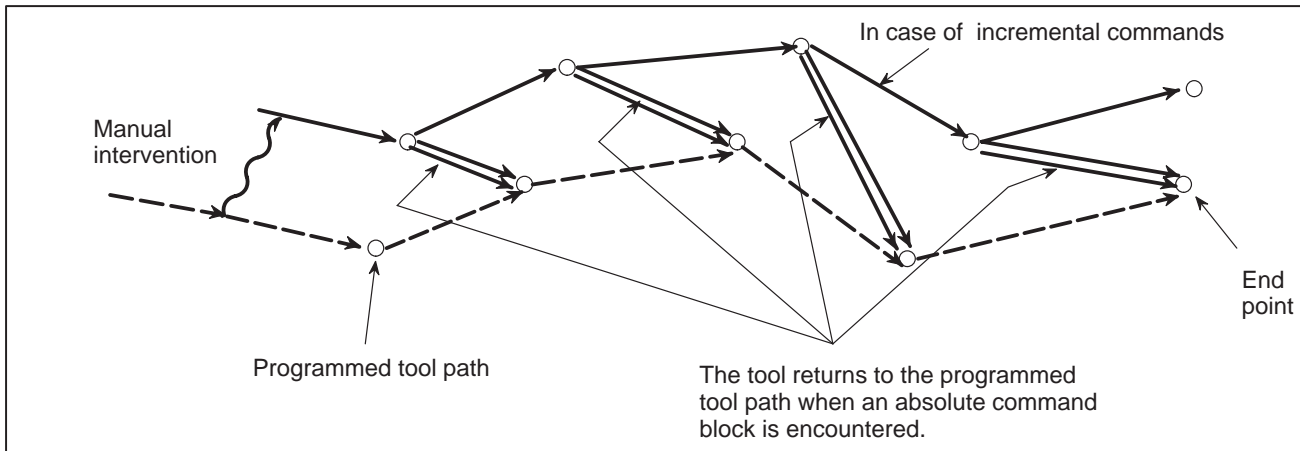 In case of incremental commands
Manual
intervention
End
point
Programmed tool path
The tool returns to the programmed
tool path when an absolute command
block is encountered.